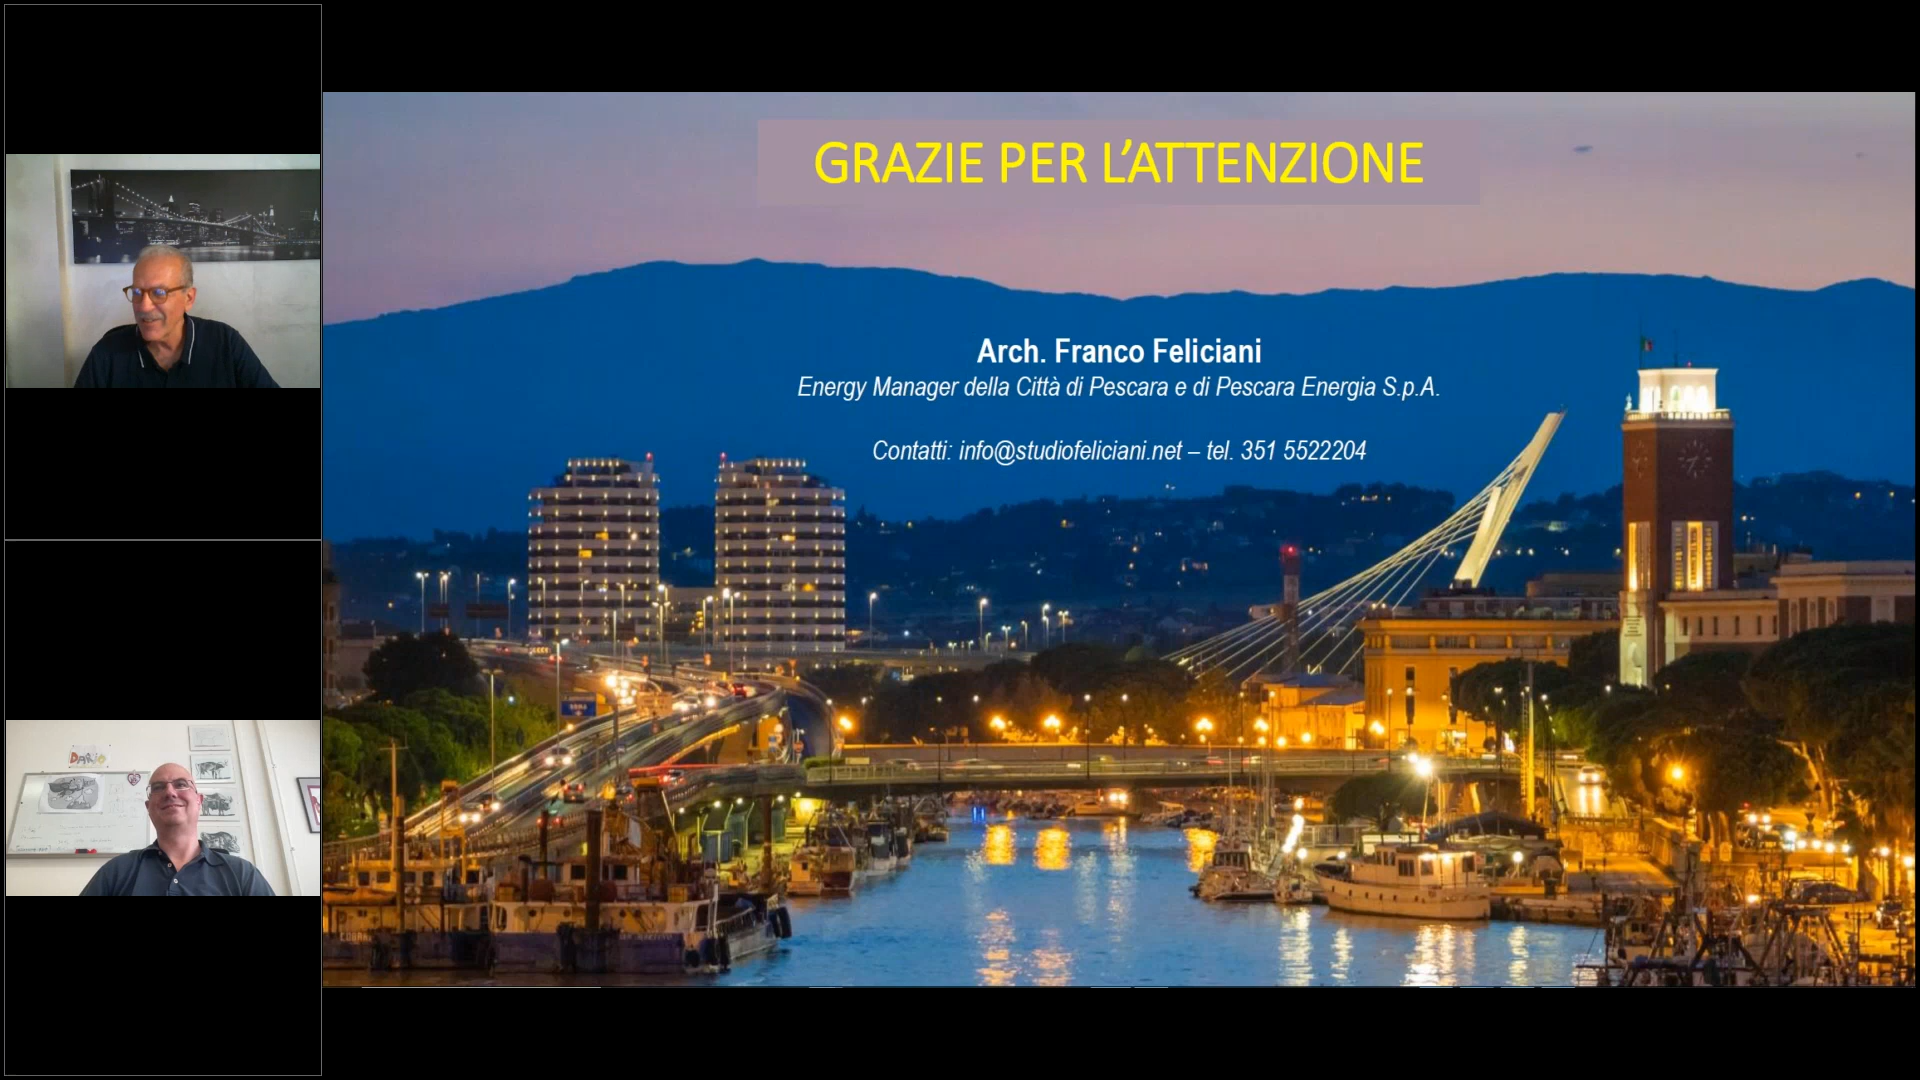 GRAZIE PER L'ATTENZIONE
Arch. Franco Feliciani
Energy Manager della Città di Pescara e di Pescara Energia S.p.A.
Contatti: info@studiofeliciani.net – tel. 351 5522204
DARIO